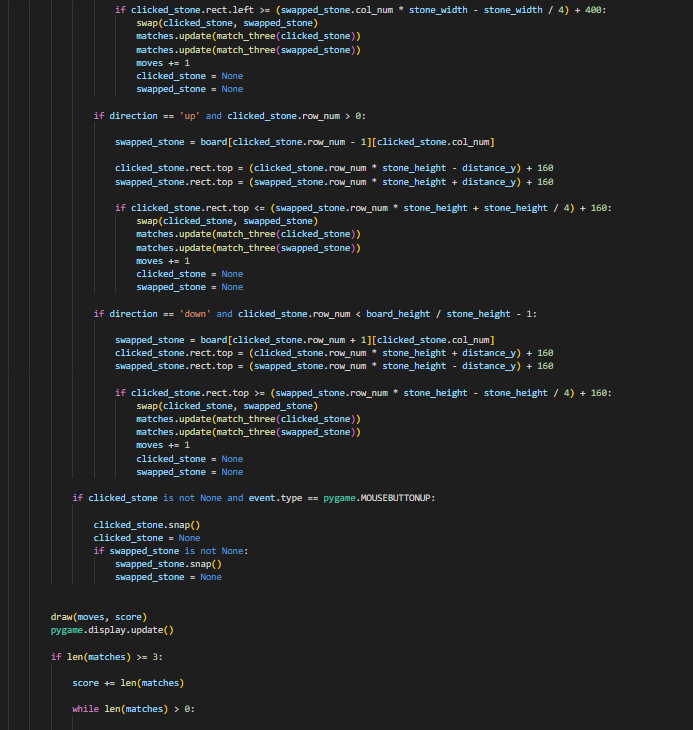 if clicked_stone.rect.left >= (swapped_stone.col_num * stone_width - stone_width / 4) + 400:
swap(clicked_stone, swapped_stone)
matches.update(match_three(clicked_stone))
matches.update(match_three(swapped_stone))
moves += 1
clicked_stone = None
swapped_stone = None
if direction == 'up' and clicked_stone.row_num > 0:
swapped_stone = board[clicked_stone.row_num - 1][clicked_stone.col_num]
clicked_stone.rect.top = (clicked_stone.row_num * stone_height - distance_y) + 160
swapped_stone.rect.top = (swapped_stone.row_num * stone_height + distance_y) + 160
if clicked_stone.rect.top <= (swapped_stone.row_num * stone_height + stone_height / 4) + 160:
swap(clicked_stone, swapped_stone)
matches.update(match_three(clicked_stone))
matches.update(match_three(swapped_stone))
moves += 1
clicked_stone = None
swapped_stone = None
if direction == 'down' and clicked_stone.row_num < board_height / stone_height - 1:
swapped_stone = board[clicked_stone.row_num + 1][clicked_stone.col_num]
clicked_stone.rect.top = (clicked_stone.row_num * stone_height + distance_y) + 160
swapped_stone.rect.top = (swapped_stone.row_num * stone_height - distance_y) + 160
if clicked_stone.rect.top >= (swapped_stone.row_num * stone_height - stone_height / 4) + 160:
swap(clicked_stone, swapped_stone)
matches.update(match_three(clicked_stone))
matches.update(match_three(swapped_stone))
moves += 1
clicked_stone = None
swapped_stone = None
if clicked_stone is not None and event.type == pygame.MOUSEBUTTONUP:
clicked_stone.snap()
clicked_stone = None
if swapped_stone is not None:
swapped_stone.snap()
swapped_stone = None
draw(moves, score)
pygame.display.update()
if len(matches) >= 3:
score += len(matches)
while len(matches) > 0: